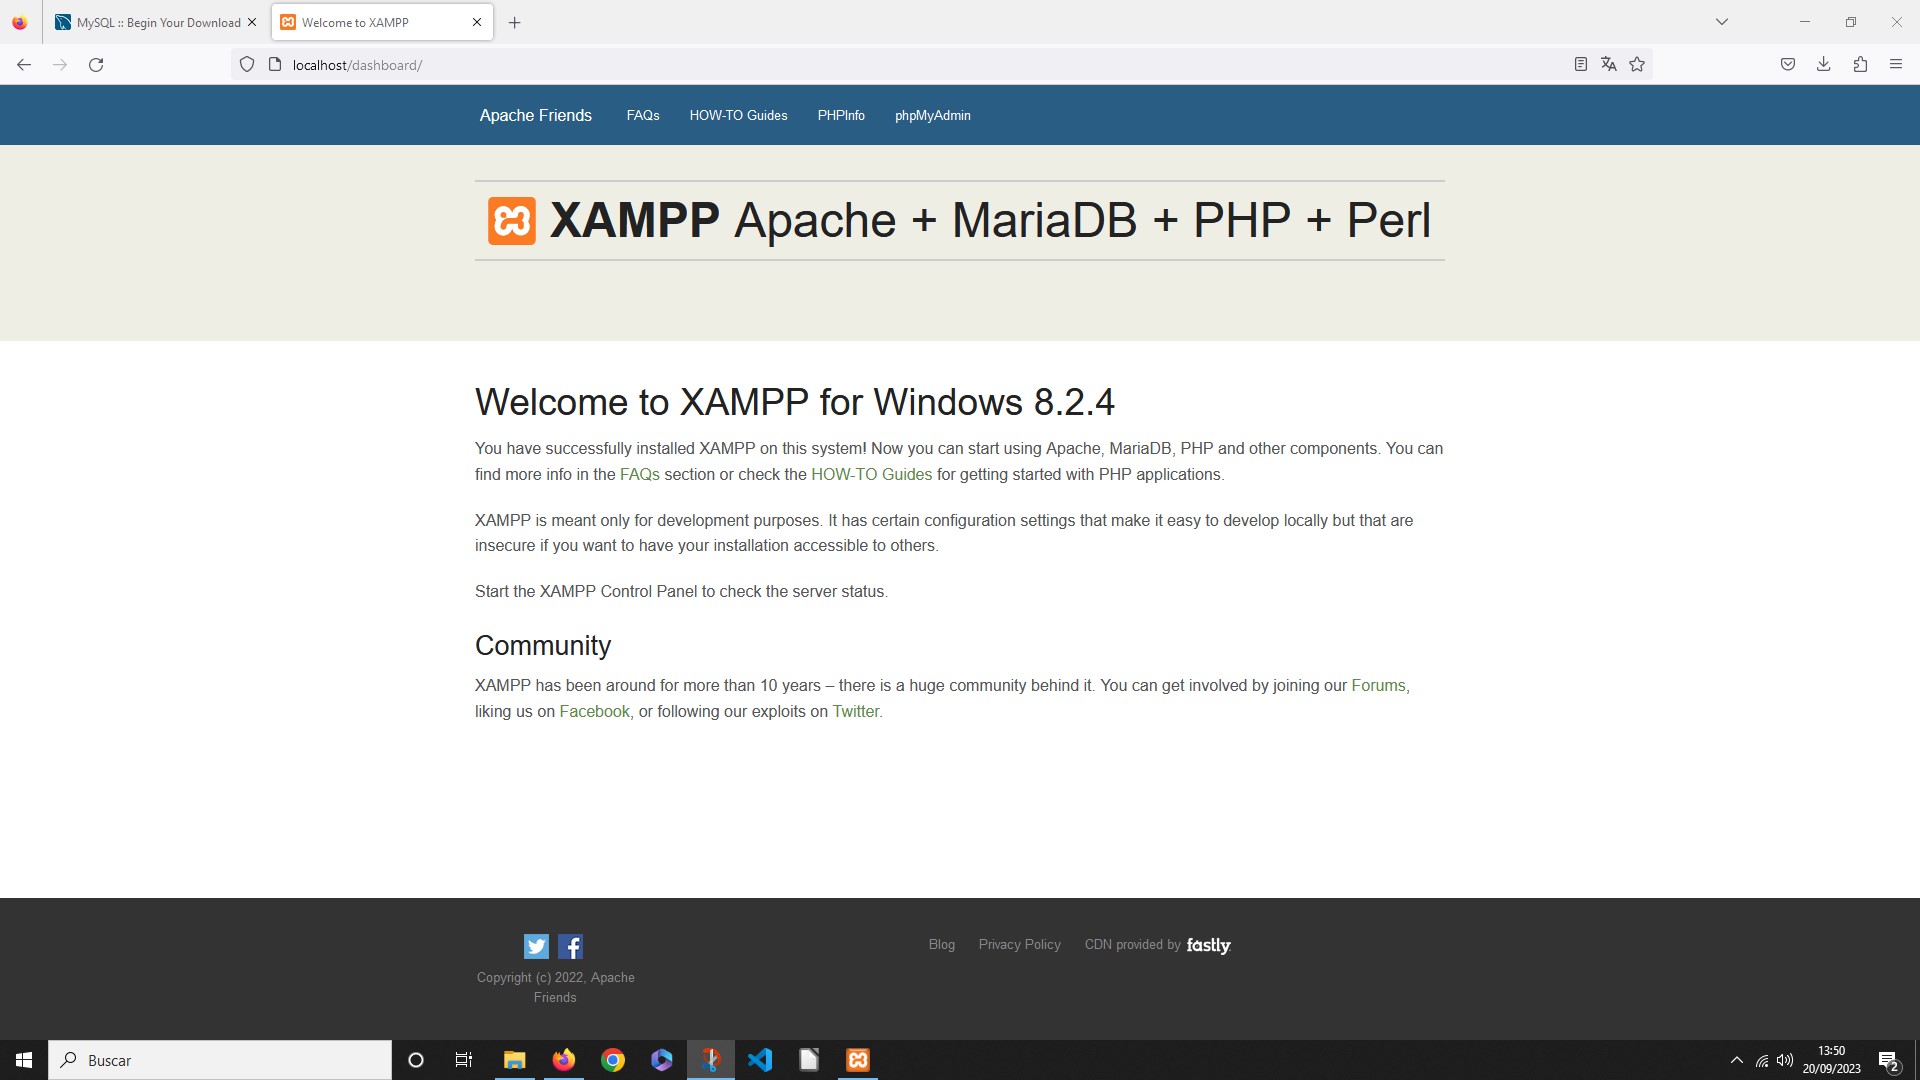 MySQL :: Begin Your Download
Welcome to XAMPP
localhost/dashboard/
Apache Friends FAQs HOW-TO Guides PHPInfo phpMyAdmin
XAMPP Apache + MariaDB + PHP + Perl
Welcome to XAMPP for Windows 8.2.4
You have successfully installed XAMPP on this system! Now you can start using Apache, MariaDB, PHP and other components. You can
find more info in the FAQs section or check the HOW-TO Guides for getting started with PHP applications.
XAMPP is meant only for development purposes. It has certain configuration settings that make it easy to develop locally but that are
insecure if you want to have your installation accessible to others.
Start the XAMPP Control Panel to check the server status.
Community
XAMPP has been around for more than 10 years – there is a huge community behind it. You can get involved by joining our Forums,
liking us on Facebook, or following our exploits on Twitter.
Blog Privacy Policy CDN provided by fastly
Copyright (c) 2022, Apache
Friends
Buscar
13:50
20/09/2023
2